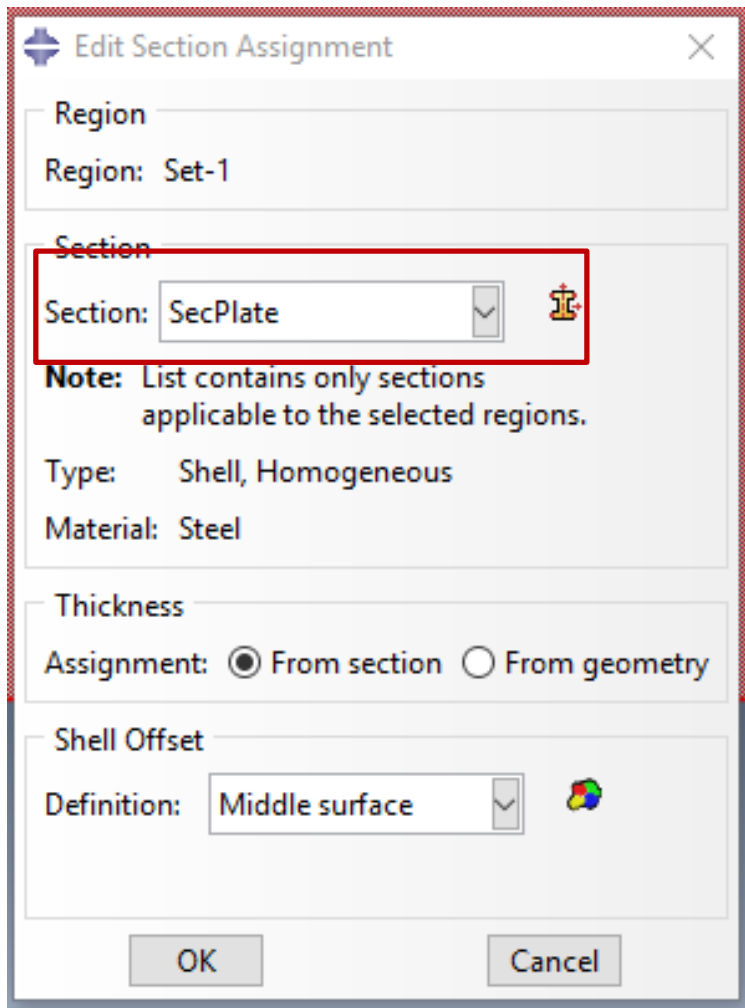 Edit Section Assignment
Region
Region: Set-1
Section
Section: SecPlate
Note: List contains only sections
applicable to the selected regions.
Type: Shell, Homogeneous
Material: Steel
Thickness
Assignment: From section From geometry
Shell Offset
Definition: Middle surface
OK Cancel